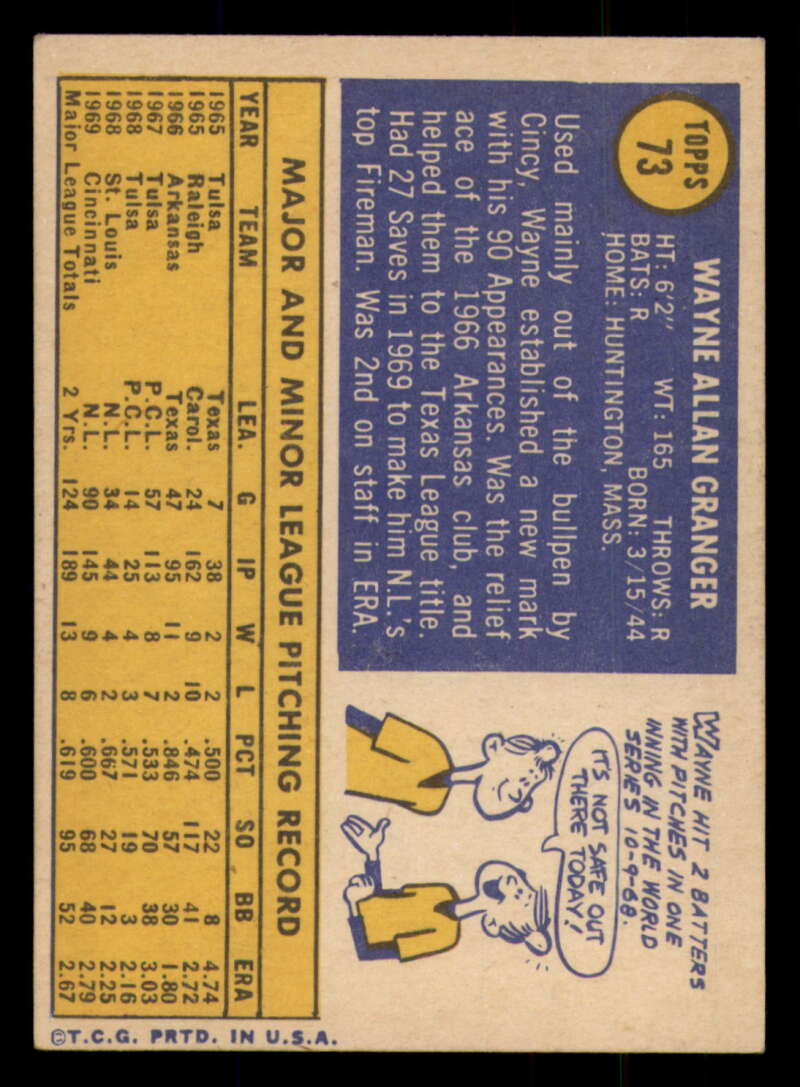 TOPPS
73
WAYNE ALLAN GRANGER
HT: 6'2" WT: 165 THROWS: R
BATS: R BORN: 3/15/44
HOME: HUNTINGTON, MASS.
Used mainly out of the bullpen by
Cincy, Wayne established a new mark
with his 90 Appearances. Was the relief
ace of the 1966 Arkansas club, and
helped them to the Texas League title.
Had 27 Saves in 1969 to make him N.L.'s
top Fireman. Was 2nd on staff in ERA.
WAYNE HIT 2 BATTERS
WITH PITCHES IN ONE
INNING IN THE WORLD
SERIES 10-9-68.
IT'S NOT SAFE OUT
THERE TODAY!
MAJOR AND MINOR LEAGUE PITCHING RECORD
YEAR TEAM LEA. G IP W L PCT SO BB ERA
1965 Tulsa Texas 7 38 2 2 .500 22 8 4.74
1965 Raleigh Carol. 24 162 9 10 .474 117 41 2.72
1966 Arkansas Texas 47 95 11 2 .846 57 30 1.80
1967 Tulsa P.C.L. 57 113 8 7 .533 70 38 3.03
1968 Tulsa P.C.L. 14 25 4 3 .571 19 3 2.16
1968 St. Louis N.L. 34 44 4 2 .667 27 12 2.25
1969 Cincinnati N.L. 90 145 9 6 .600 68 40 2.79
Major League Totals 2 Yrs. 124 189 13 8 .619 95 52 2.67
©T.C.G. PRTD. IN U.S.A.